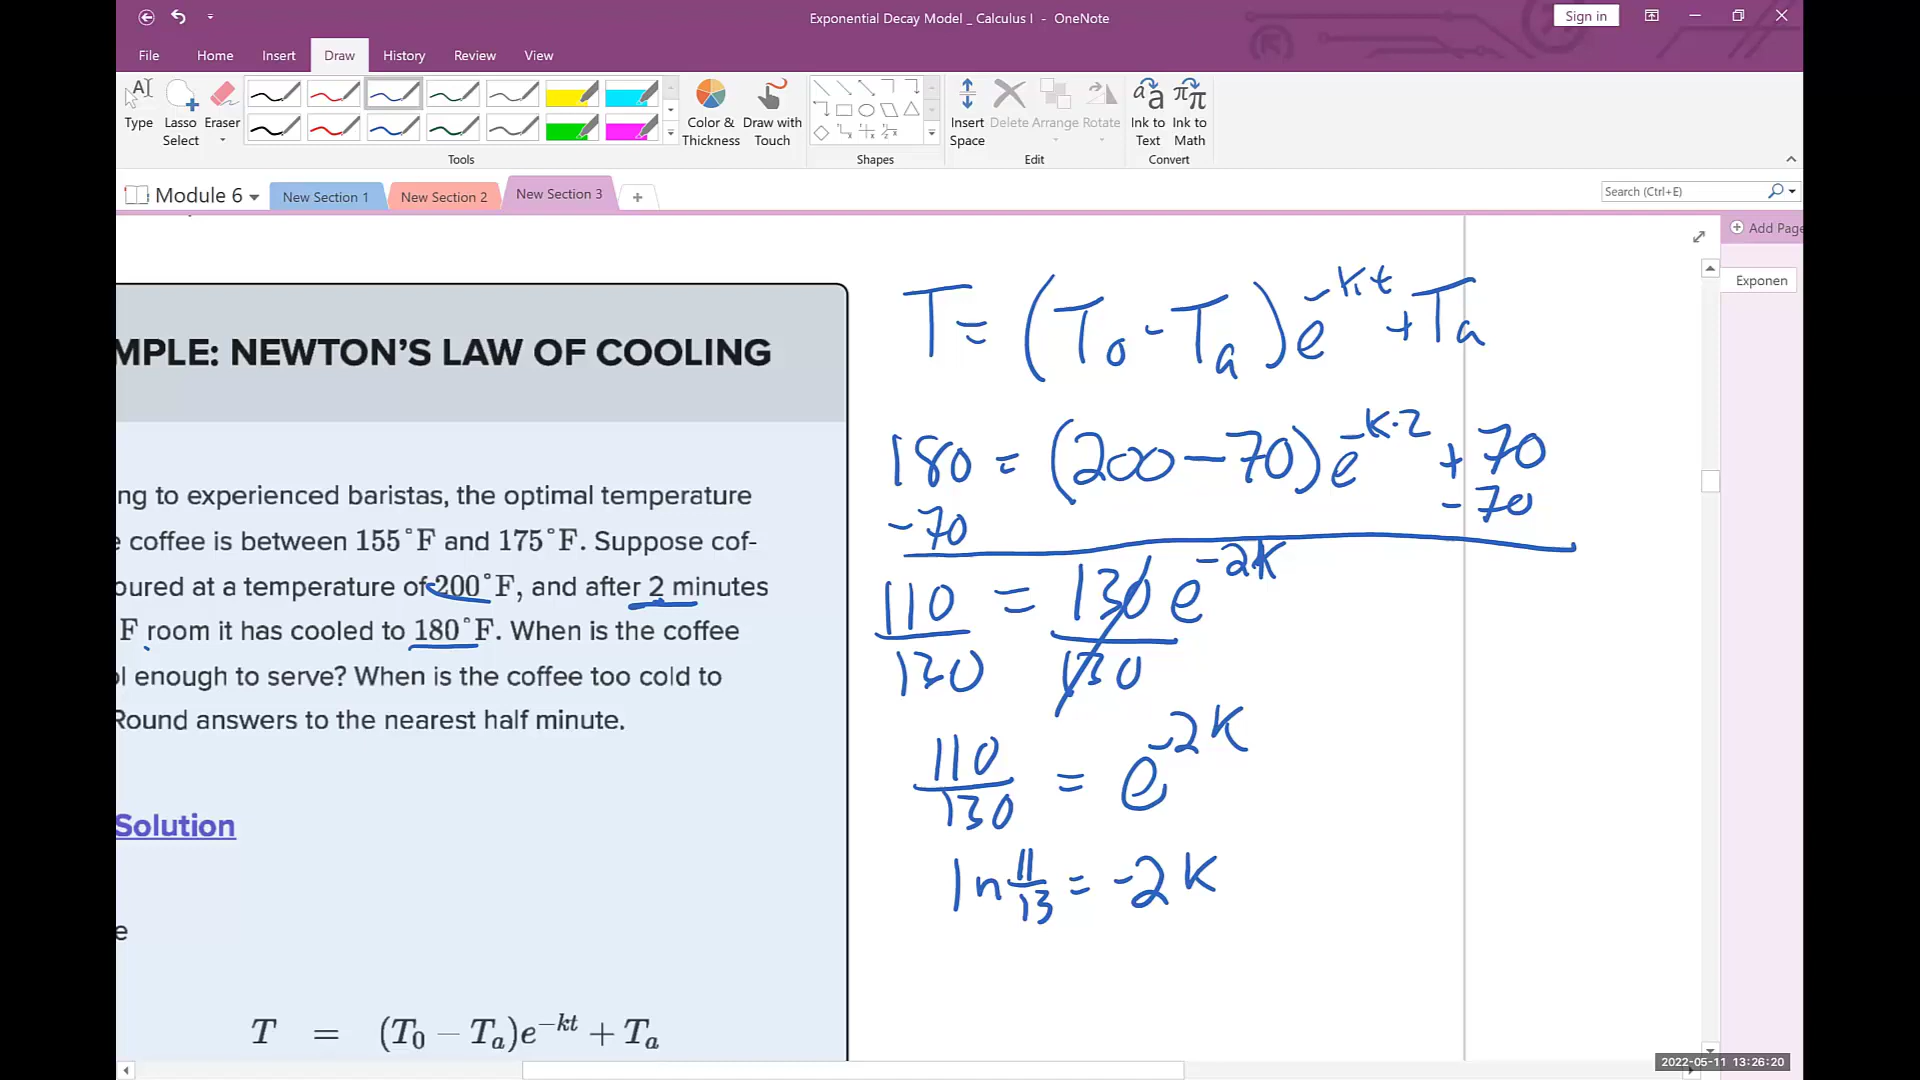 Exponential Decay Model _ Calculus I - OneNote
Sign in
File Home Insert Draw History View
Type
Lasso Select
Eraser
Color & Thickness
Draw with Touch
Insert Space
Delete Arrange Rotate
Ink to Text
Ink to Math
Tools
Shapes
Edit
Convert
Module 6
New Section 1
New Section 2
New Section 3
Search (Ctrl+E)
Add Page
Exponen
MPLE: NEWTON'S LAW OF COOLING
ng to experienced baristas, the optimal temperature
e coffee is between 155°F and 175°F. Suppose cof-
oured at a temperature of 200°F, and after 2 minutes
F room it has cooled to 180°F. When is the coffee
ol enough to serve? When is the coffee too cold to
Round answers to the nearest half minute.
Solution
e
T = (T₀ − Tₐ)e^−kt + Tₐ
T = (T₀ - Tₐ)e^-kt + Tₐ
180 = (200 - 70)e^-k·2 + 70
-70 -70
110 = 130 e^-2k
130 130
110/130 = e^-2k
ln 11/13 = -2k
2022-05-11 13:26:20